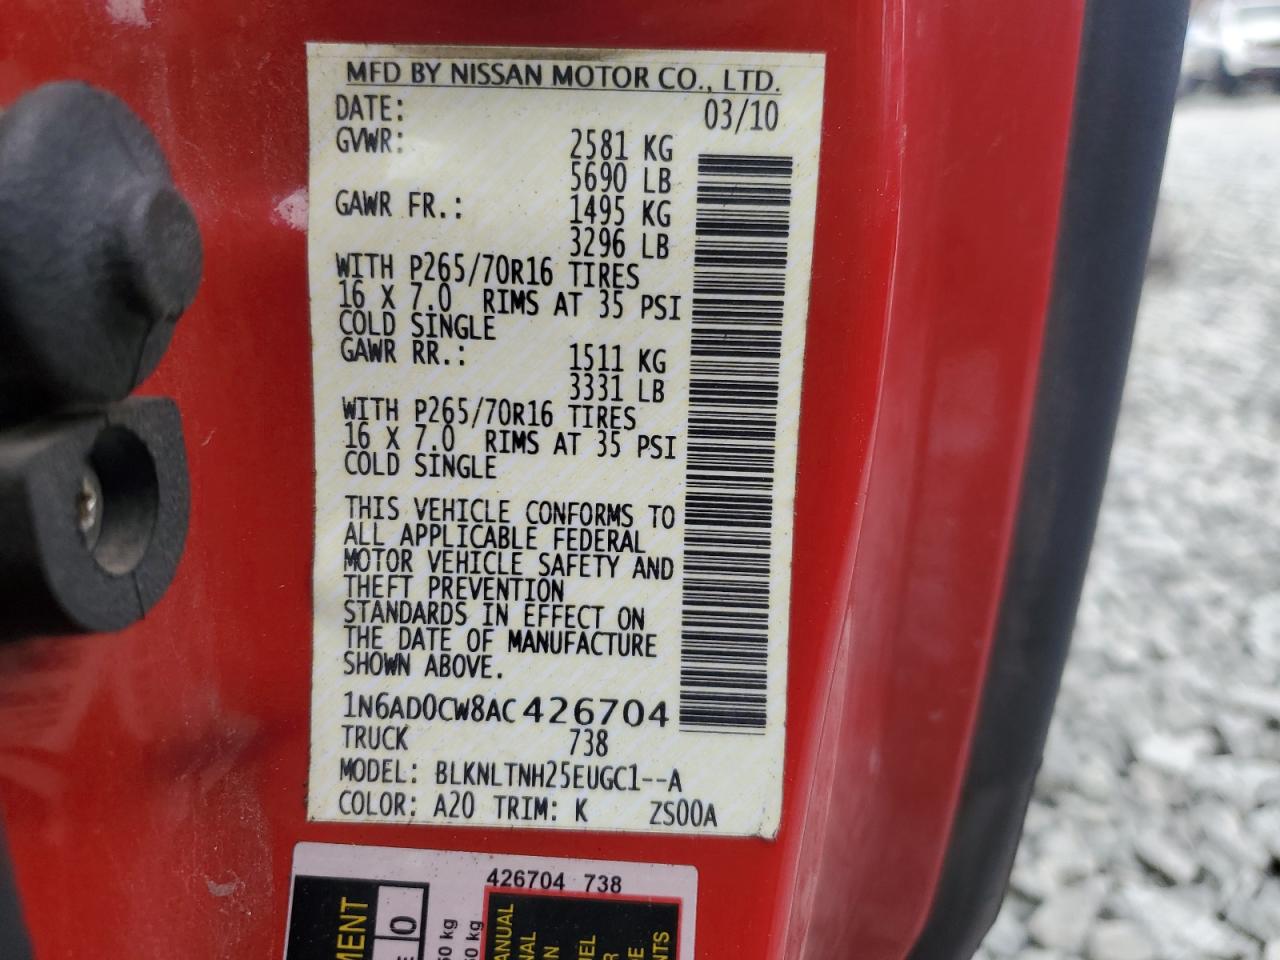 MFD BY NISSAN MOTOR CO., LTD.
DATE: 03/10
GVWR: 2581 KG
5690 LB
GAWR FR.: 1495 KG
3296 LB
WITH P265/70R16 TIRES
16 X 7.0 RIMS AT 35 PSI
COLD SINGLE
GAWR RR.: 1511 KG
3331 LB
WITH P265/70R16 TIRES
16 X 7.0 RIMS AT 35 PSI
COLD SINGLE
THIS VEHICLE CONFORMS TO
ALL APPLICABLE FEDERAL
MOTOR VEHICLE SAFETY AND
THEFT PREVENTION
STANDARDS IN EFFECT ON
THE DATE OF MANUFACTURE
SHOWN ABOVE.
1N6AD0CW8AC426704
TRUCK 738
MODEL: BLKNLTNH25EUGC1--A
COLOR: A20 TRIM: K ZS00A
426704 738
0
kg
kg